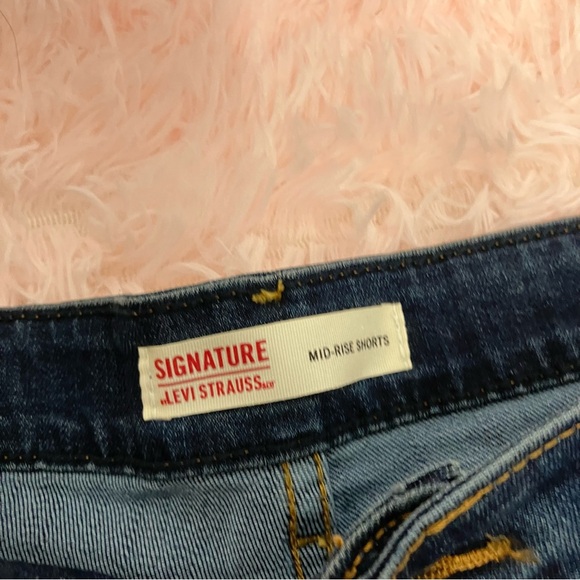 SIGNATURE
BY LEVI STRAUSS & CO.
MID-RISE SHORTS